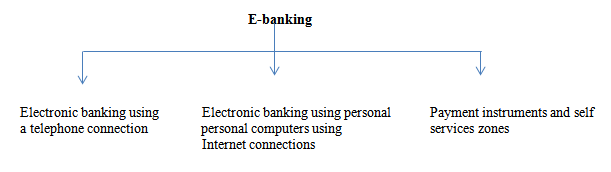 E-banking
Electronic banking using
a telephone connection
Electronic banking using personal
personal computers using
Internet connections
Payment instruments and self
services zones